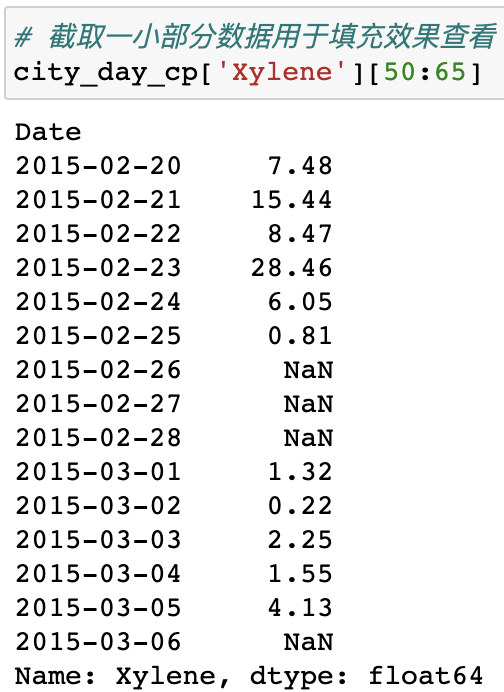 # 截取一小部分数据用于填充效果查看
city_day_cp['Xylene'][50:65]
Date
2015-02-20     7.48
2015-02-21    15.44
2015-02-22     8.47
2015-02-23    28.46
2015-02-24     6.05
2015-02-25     0.81
2015-02-26      NaN
2015-02-27      NaN
2015-02-28      NaN
2015-03-01     1.32
2015-03-02     0.22
2015-03-03     2.25
2015-03-04     1.55
2015-03-05     4.13
2015-03-06      NaN
Name: Xylene, dtype: float64